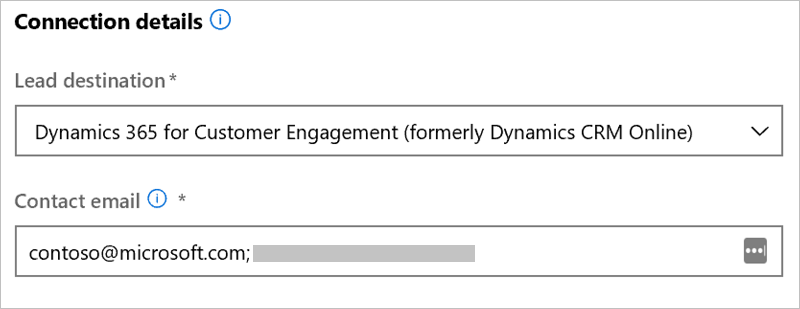 Connection details
Lead destination *
Dynamics 365 for Customer Engagement (formerly Dynamics CRM Online)
Contact email *
contoso@microsoft.com;